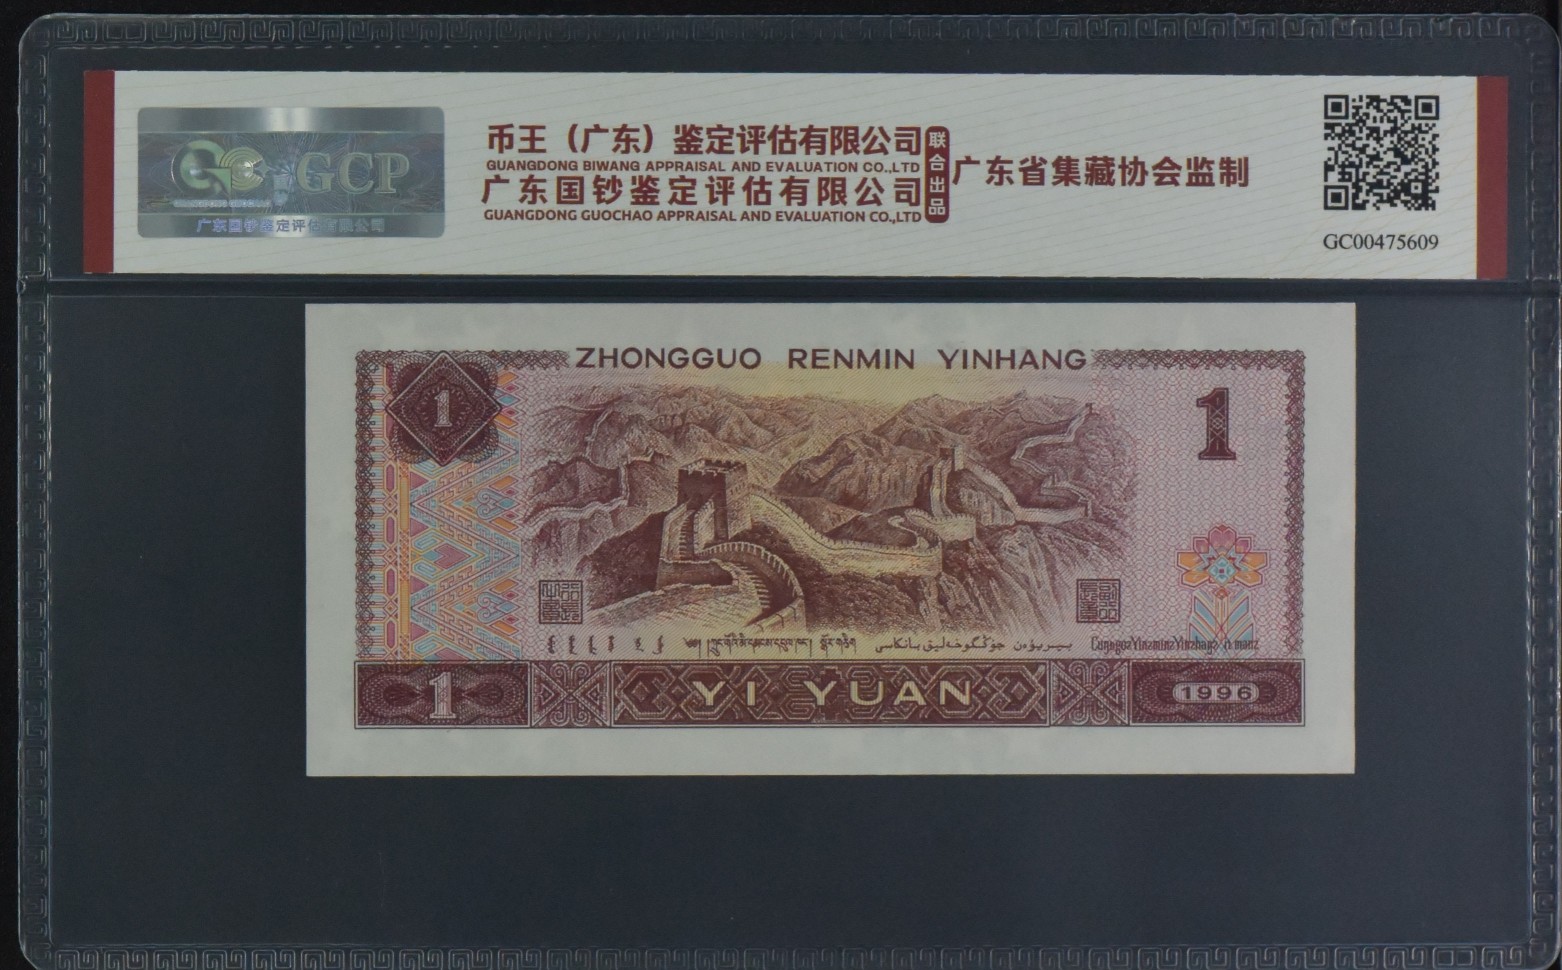 GCP
广东国钞鉴定评估有限公司
币王（广东）鉴定评估有限公司
GUANGDONG BIWANG APPRAISAL AND EVALUATION CO.,LTD
广东国钞鉴定评估有限公司
GUANGDONG GUOCHAO APPRAISAL AND EVALUATION CO.,LTD
联合出品
广东省集藏协会监制
GC00475609
ZHONGGUO RENMIN YINHANG
1
1
YI YUAN
1
1996